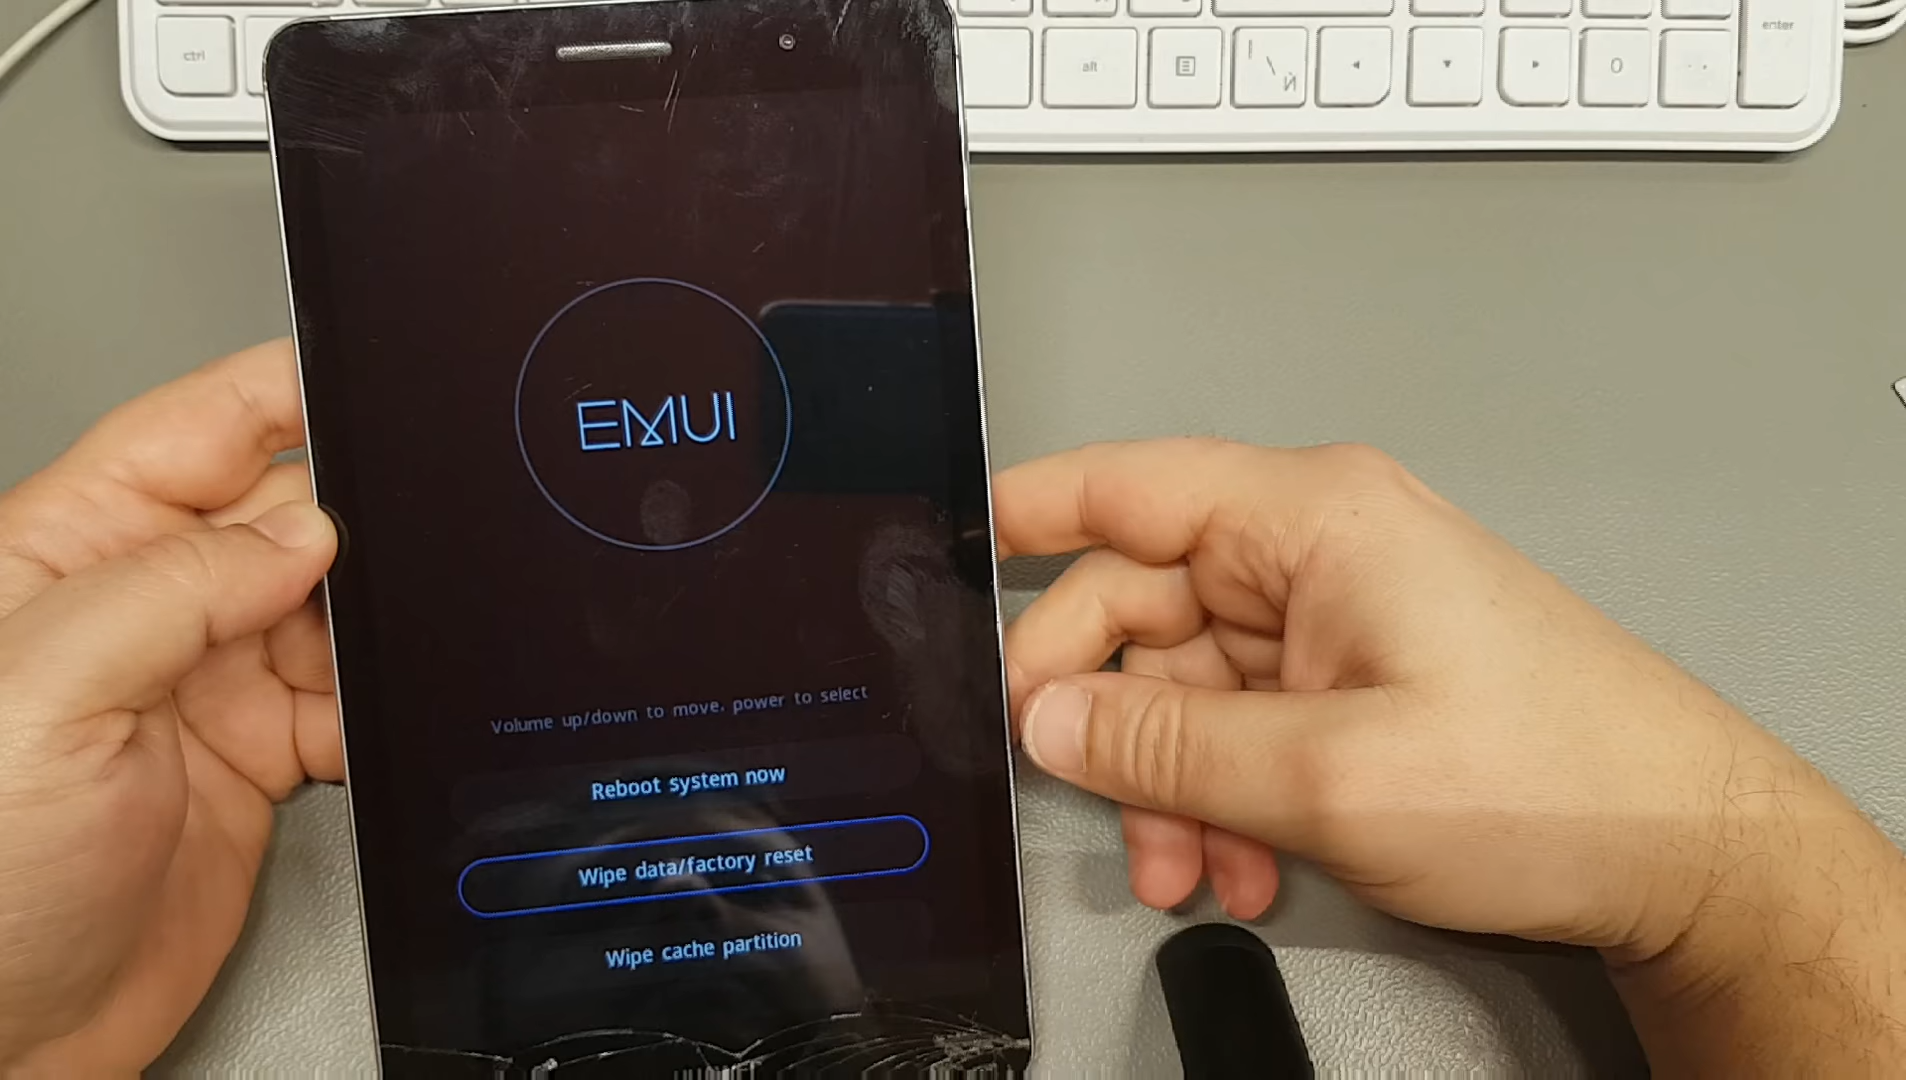 ctrl
alt
й
0
enter
EMUI
Volume up/down to move. power to select
Reboot system now
Wipe data/factory reset
Wipe cache partition